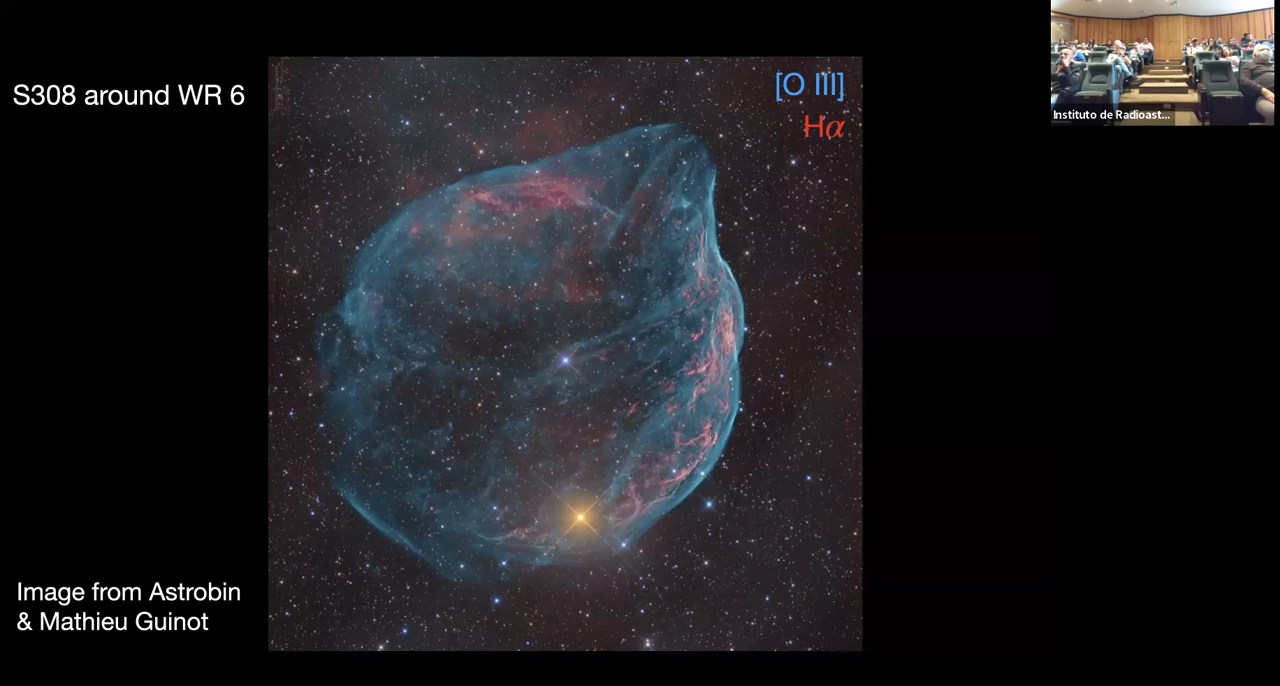 S308 around WR 6
[O III]
Hα
Instituto de Radioast...
Image from Astrobin
& Mathieu Guinot